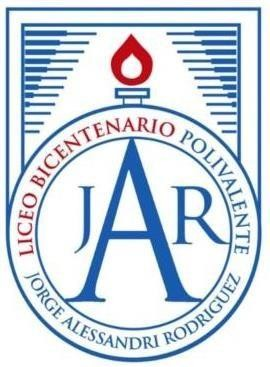 LICEO BICENTENARIO POLIVALENTE
JAR
JORGE ALESSANDRI RODRIGUEZ